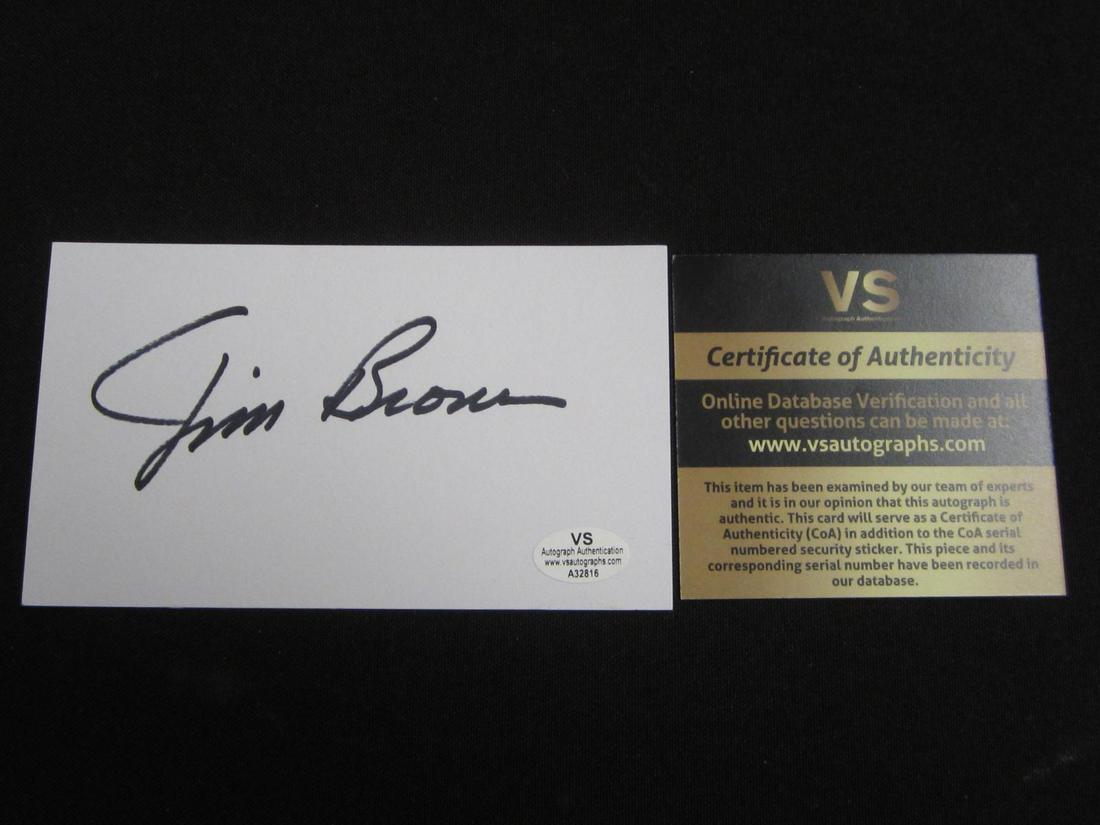 Jim Brown
VS
Autograph Authentication
www.vsautographs.com
A32816
VS
Autograph Authentication
Certificate of Authenticity
Online Database Verification and all
other questions can be made at:
www.vsautographs.com
This item has been examined by our team of experts
and it is in our opinion that this autograph is
authentic. This card will serve as a Certificate of
Authenticity (CoA) in addition to the CoA serial
numbered security sticker. This piece and its
corresponding serial number have been recorded in
our database.